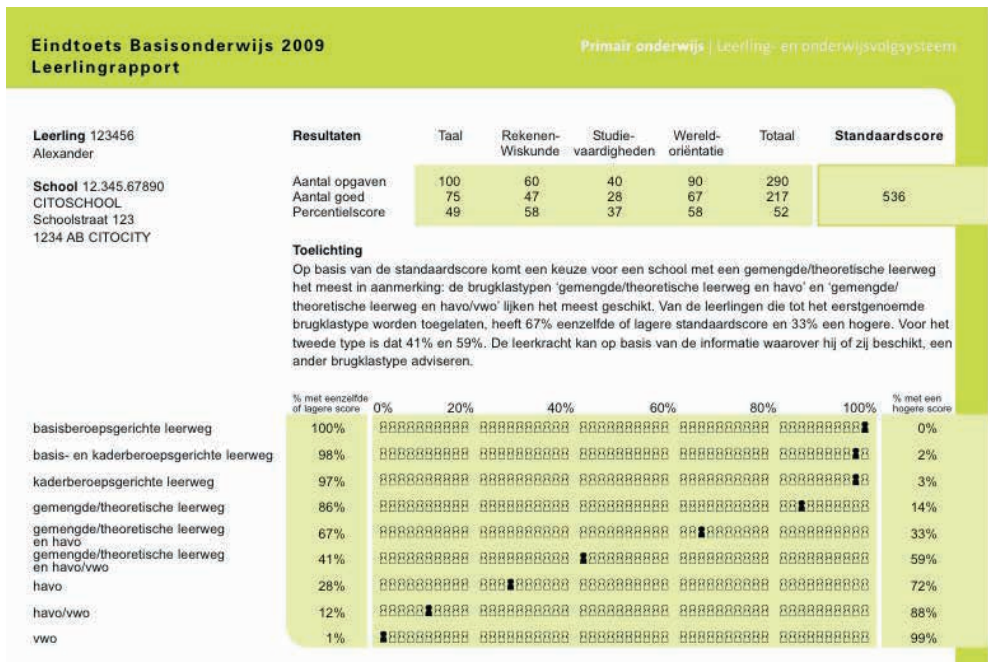 Eindtoets Basisonderwijs 2009
Leerlingrapport
Primair onderwijs | Leerling- en onderwijsvolgsysteem
Leerling 123456
Alexander
School 12.345.67890
CITOSCHOOL
Schoolstraat 123
1234 AB CITOCITY
Resultaten Taal Rekenen- Studie- Wereld- Totaal Standaardscore
Wiskunde vaardigheden oriëntatie
Aantal opgaven 100 60 40 90 290
Aantal goed 75 47 28 67 217 536
Percentielscore 49 58 37 58 52
Toelichting
Op basis van de standaardscore komt een keuze voor een school met een gemengde/theoretische leerweg
het meest in aanmerking: de brugklastypen 'gemengde/theoretische leerweg en havo' en 'gemengde/
theoretische leerweg en havo/vwo' lijken het meest geschikt. Van de leerlingen die tot het eerstgenoemde
brugklastype worden toegelaten, heeft 67% eenzelfde of lagere standaardscore en 33% een hogere. Voor het
tweede type is dat 41% en 59%. De leerkracht kan op basis van de informatie waarover hij of zij beschikt, een
ander brugklastype adviseren.
% met eenzelfde
of lagere score 0% 20% 40% 60% 80% 100% % met een
hogere score
basisberoepsgerichte leerweg 100% 0%
basis- en kaderberoepsgerichte leerweg 98% 2%
kaderberoepsgerichte leerweg 97% 3%
gemengde/theoretische leerweg 86% 14%
gemengde/theoretische leerweg
en havo 67% 33%
gemengde/theoretische leerweg
en havo/vwo 41% 59%
havo 28% 72%
havo/vwo 12% 88%
vwo 1% 99%